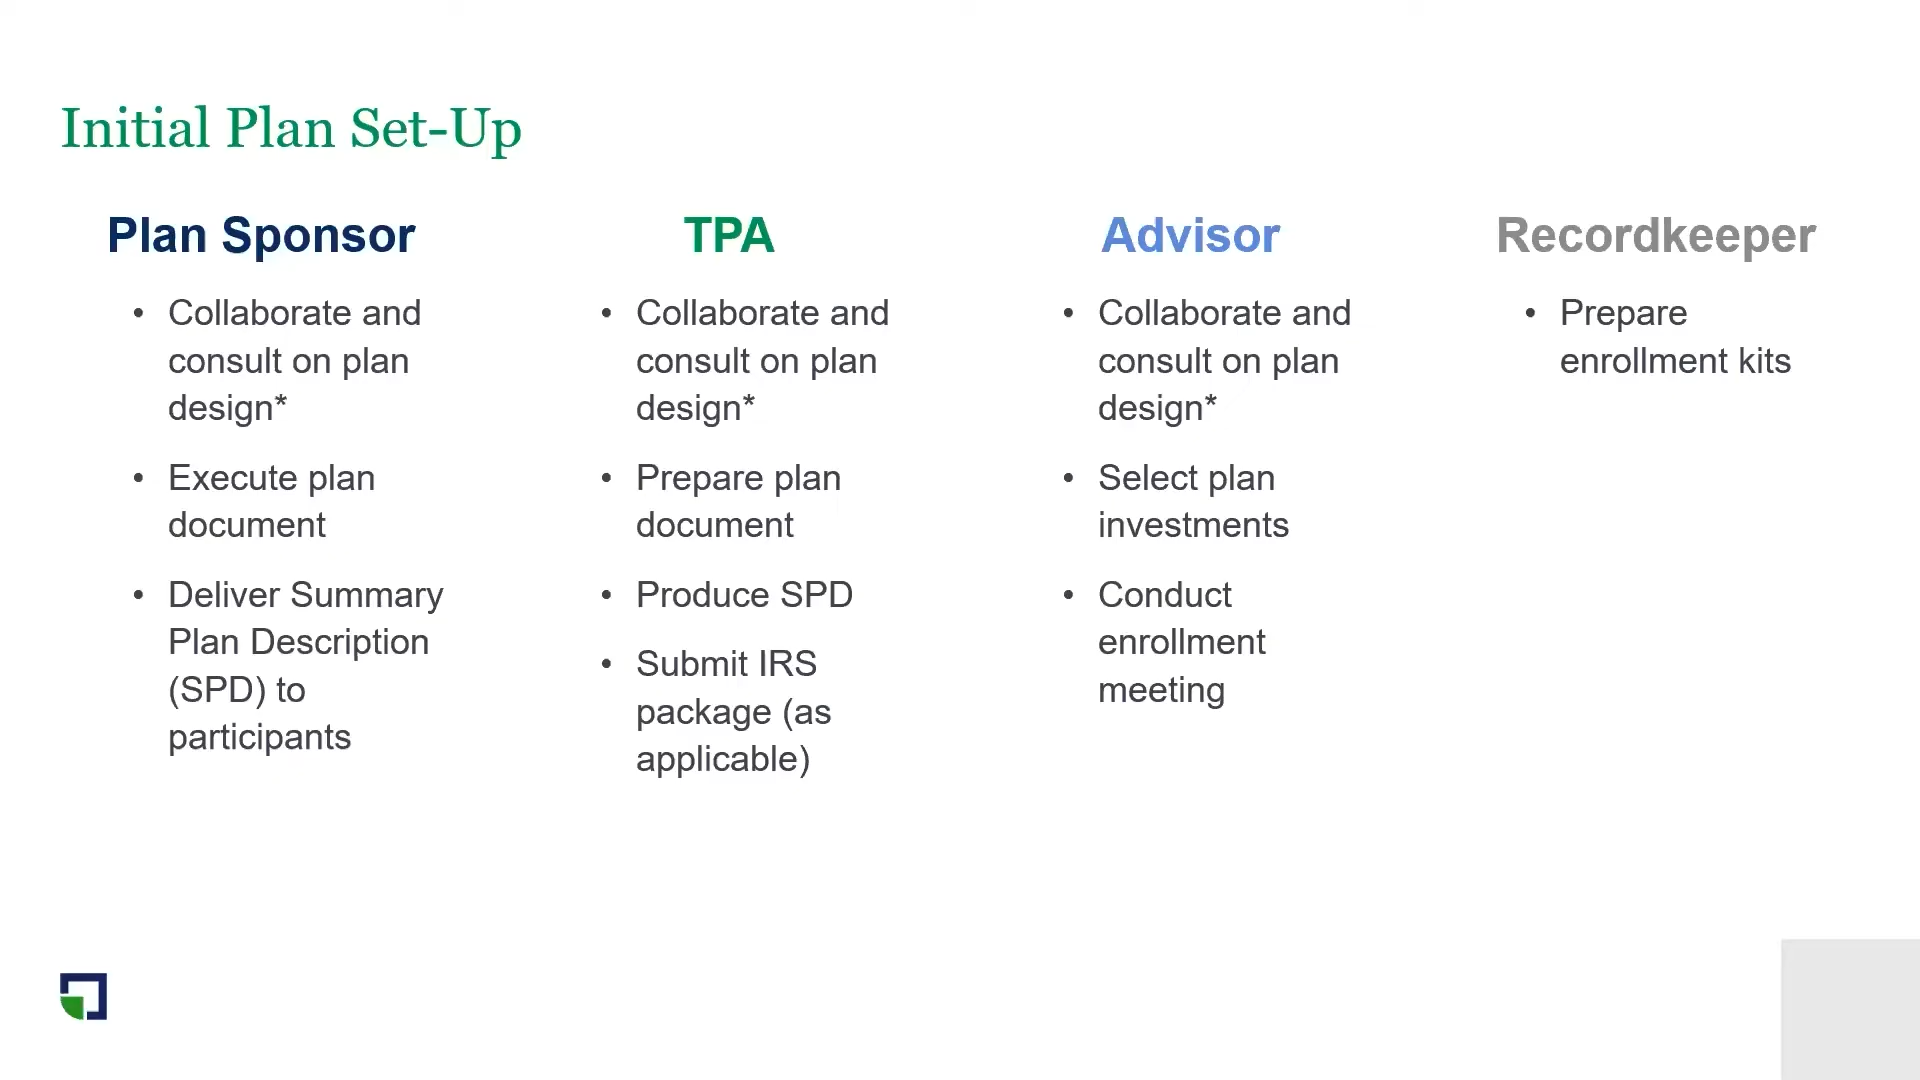 Initial Plan Set-Up
Plan Sponsor
• Collaborate and
consult on plan
design*
• Execute plan
document
• Deliver Summary
Plan Description
(SPD) to
participants
TPA
• Collaborate and
consult on plan
design*
• Prepare plan
document
• Produce SPD
• Submit IRS
package (as
applicable)
Advisor
• Collaborate and
consult on plan
design*
• Select plan
investments
• Conduct
enrollment
meeting
Recordkeeper
• Prepare
enrollment kits